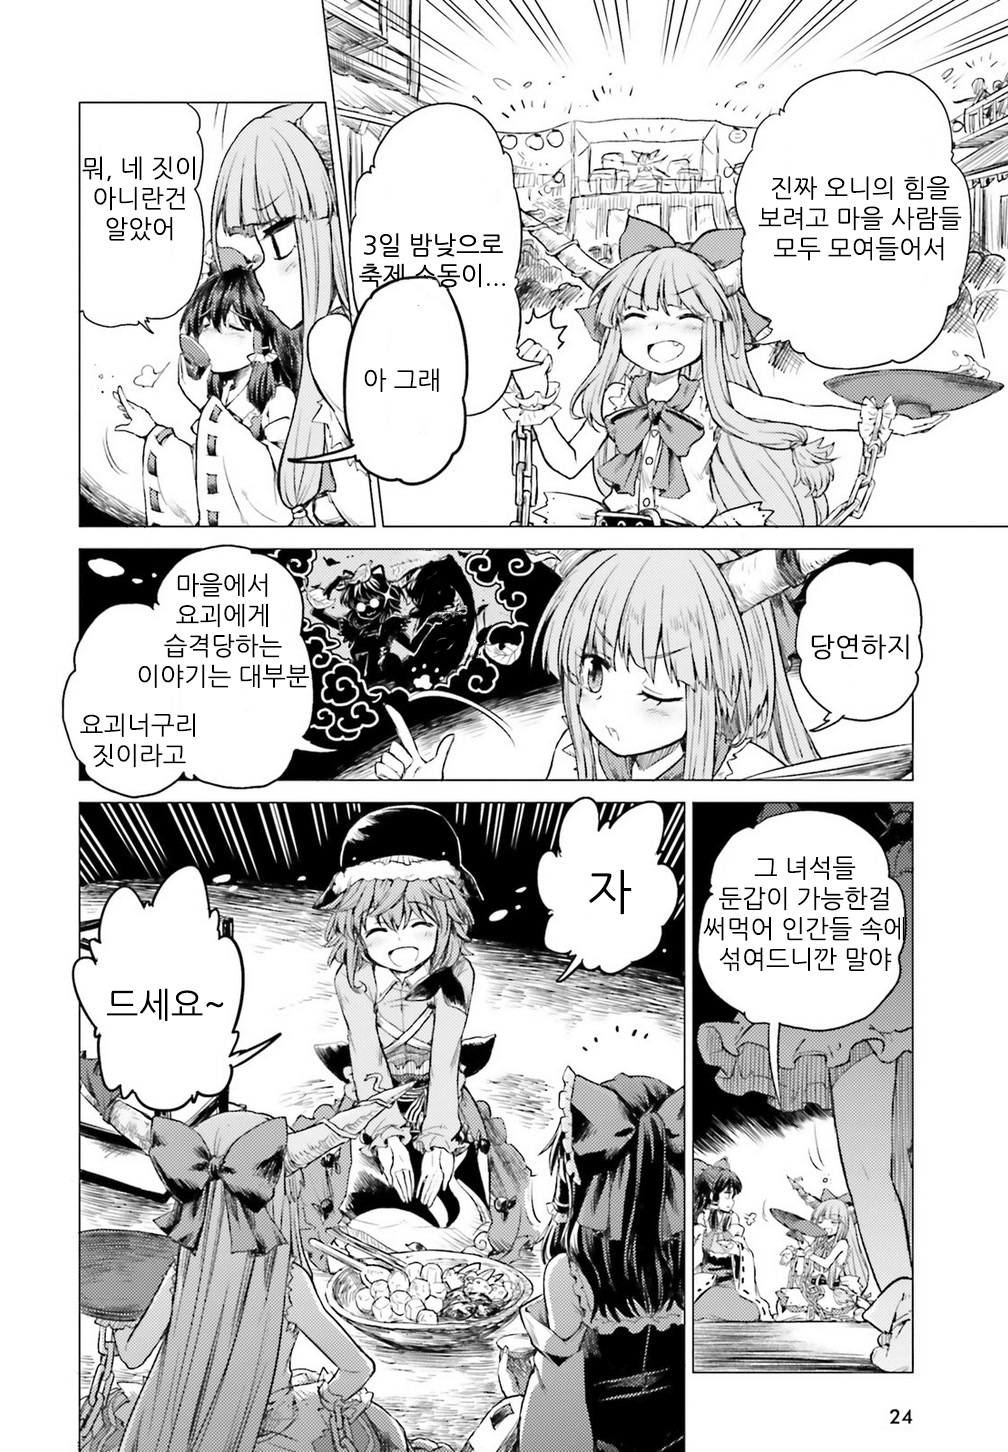 진짜 오니의 힘을
보려고 마을 사람들
모두 모여들어서
3일 밤낮으로
축제 소동이...
아 그래
뭐, 네 짓이
아니란건
알았어
당연하지
마을에서
요괴에게
습격당하는
이야기는 대부분
요괴너구리
짓이라고
그 녀석들
둔갑이 가능한걸
써먹어 인간들 속에
섞여드니깐 말야
자
드세요~
24